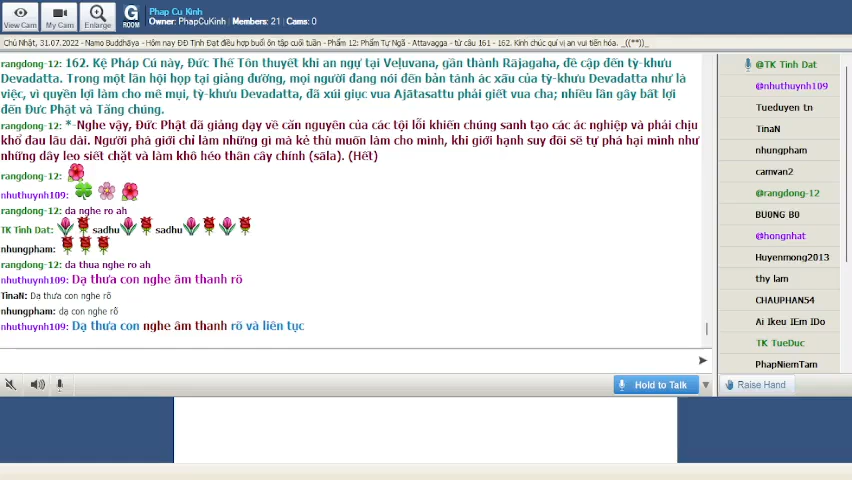 Phap Cu Kinh
Owner: PhapCuKinh | Members: 21 | Cams: 0
View Cam
My Cam
Enlarge
G
ROOM
Chủ Nhật, 31.07.2022 - Namo Buddhāya - Hôm nay ĐĐ Tịnh Đạt điều hợp buổi ôn tập cuối tuần - Phẩm 12: Phẩm Tự Ngã - Attavagga - từ câu 161 - 162. Kính chúc quí vị an vui tiến hóa. _((**))_
rangdong-12: 162. Kệ Pháp Cú này, Đức Thế Tôn thuyết khi an ngự tại Veḷuvana, gần thành Rājagaha, đề cập đến tỳ-khưu
Devadatta. Trong một lần hội họp tại giảng đường, mọi người đang nói đến bản tánh ác xấu của tỳ-khưu Devadatta như là
việc, vì quyền lợi làm cho mê mụi, tỳ-khưu Devadatta, đã xúi giục vua Ajātasattu phải giết vua cha; nhiều lần gây bất lợi
đến Đưc Phật và Tăng chúng.
rangdong-12: *-Nghe vậy, Đức Phật đã giảng dạy về căn nguyên của các tội lỗi khiến chúng sanh tạo các ác nghiệp và phải chịu
khổ đau lâu dài. Người phá giới chỉ làm những gì mà kẻ thù muốn làm cho mình, khi giới hạnh suy đồi sẽ tự phá hại mình như
những dây leo siết chặt và làm khô héo thân cây chính (sāla). (Hết)
rangdong-12:
nhuthuynh109:
rangdong-12: da nghe ro ah
TK Tinh Dat: sadhu sadhu
nhungpham:
rangdong-12: da thua nghe ro ah
nhuthuynh109: Dạ thưa con nghe âm thanh rõ
TinaN: Dạ thưa con nghe rõ
nhungpham: dạ con nghe rõ
nhuthuynh109: Dạ thưa con nghe âm thanh rõ và liên tục
@TK Tinh Dat
@nhuthuynh109
Tueduyen tn
TinaN
nhungpham
camvan2
@rangdong-12
BU0NG B0
@hongnhat
Huyenmong2013
thy lam
CHAUPHAN54
Ai Ikeu IEm IDo
TK TueDuc
PhapNiemTam
Hold to Talk
Raise Hand